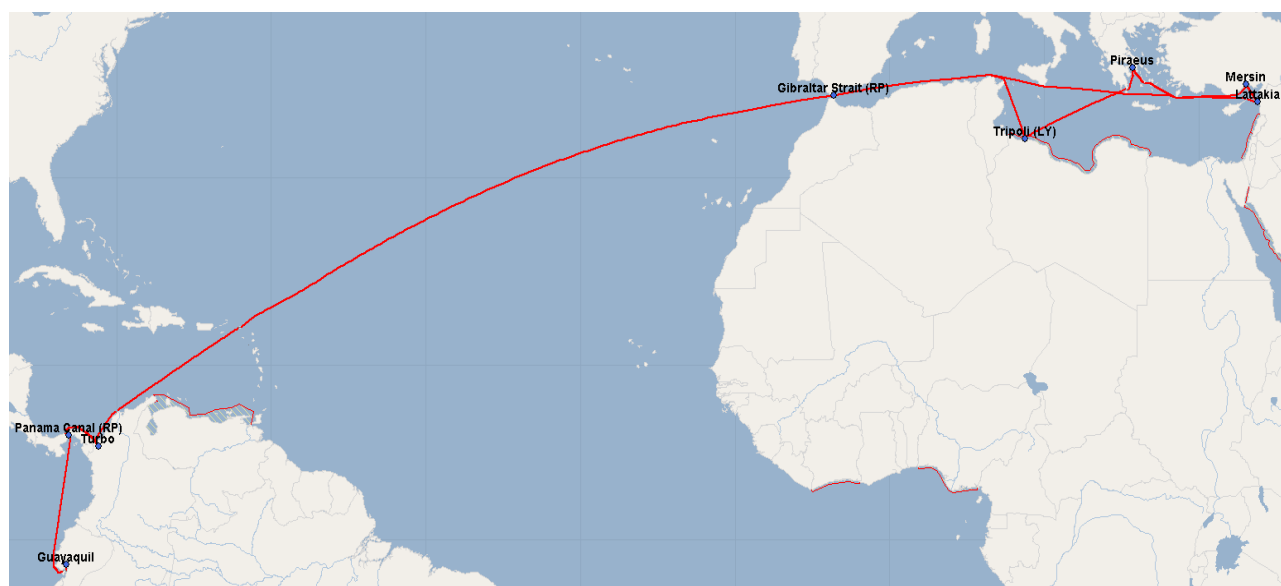 Piraeus
Mersin
Gibraltar Strait (RP)
Lattakia
Tripoli (LY)
Panama Canal (RP)
Turbo
Guayaquil